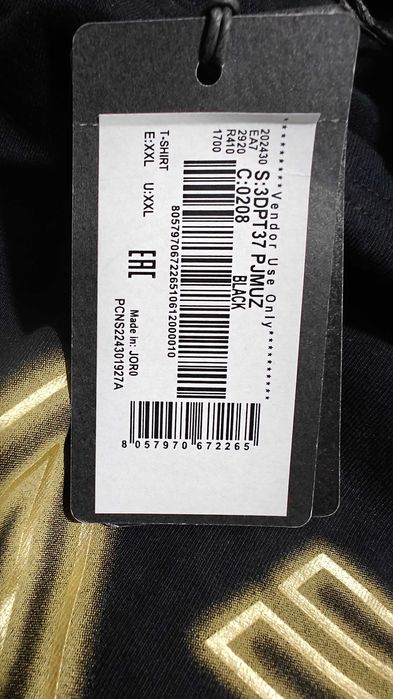 **********Vendor Use Only***********
202430 S:3DPT37 PJMUZ
EA7 C:0208 BLACK
2920
R410
1700
8057970672265106120000010
T-SHIRT
E:XXL U:XXL
EAC
Made in: JOR0
PCNS224301927A
8 057970 672265